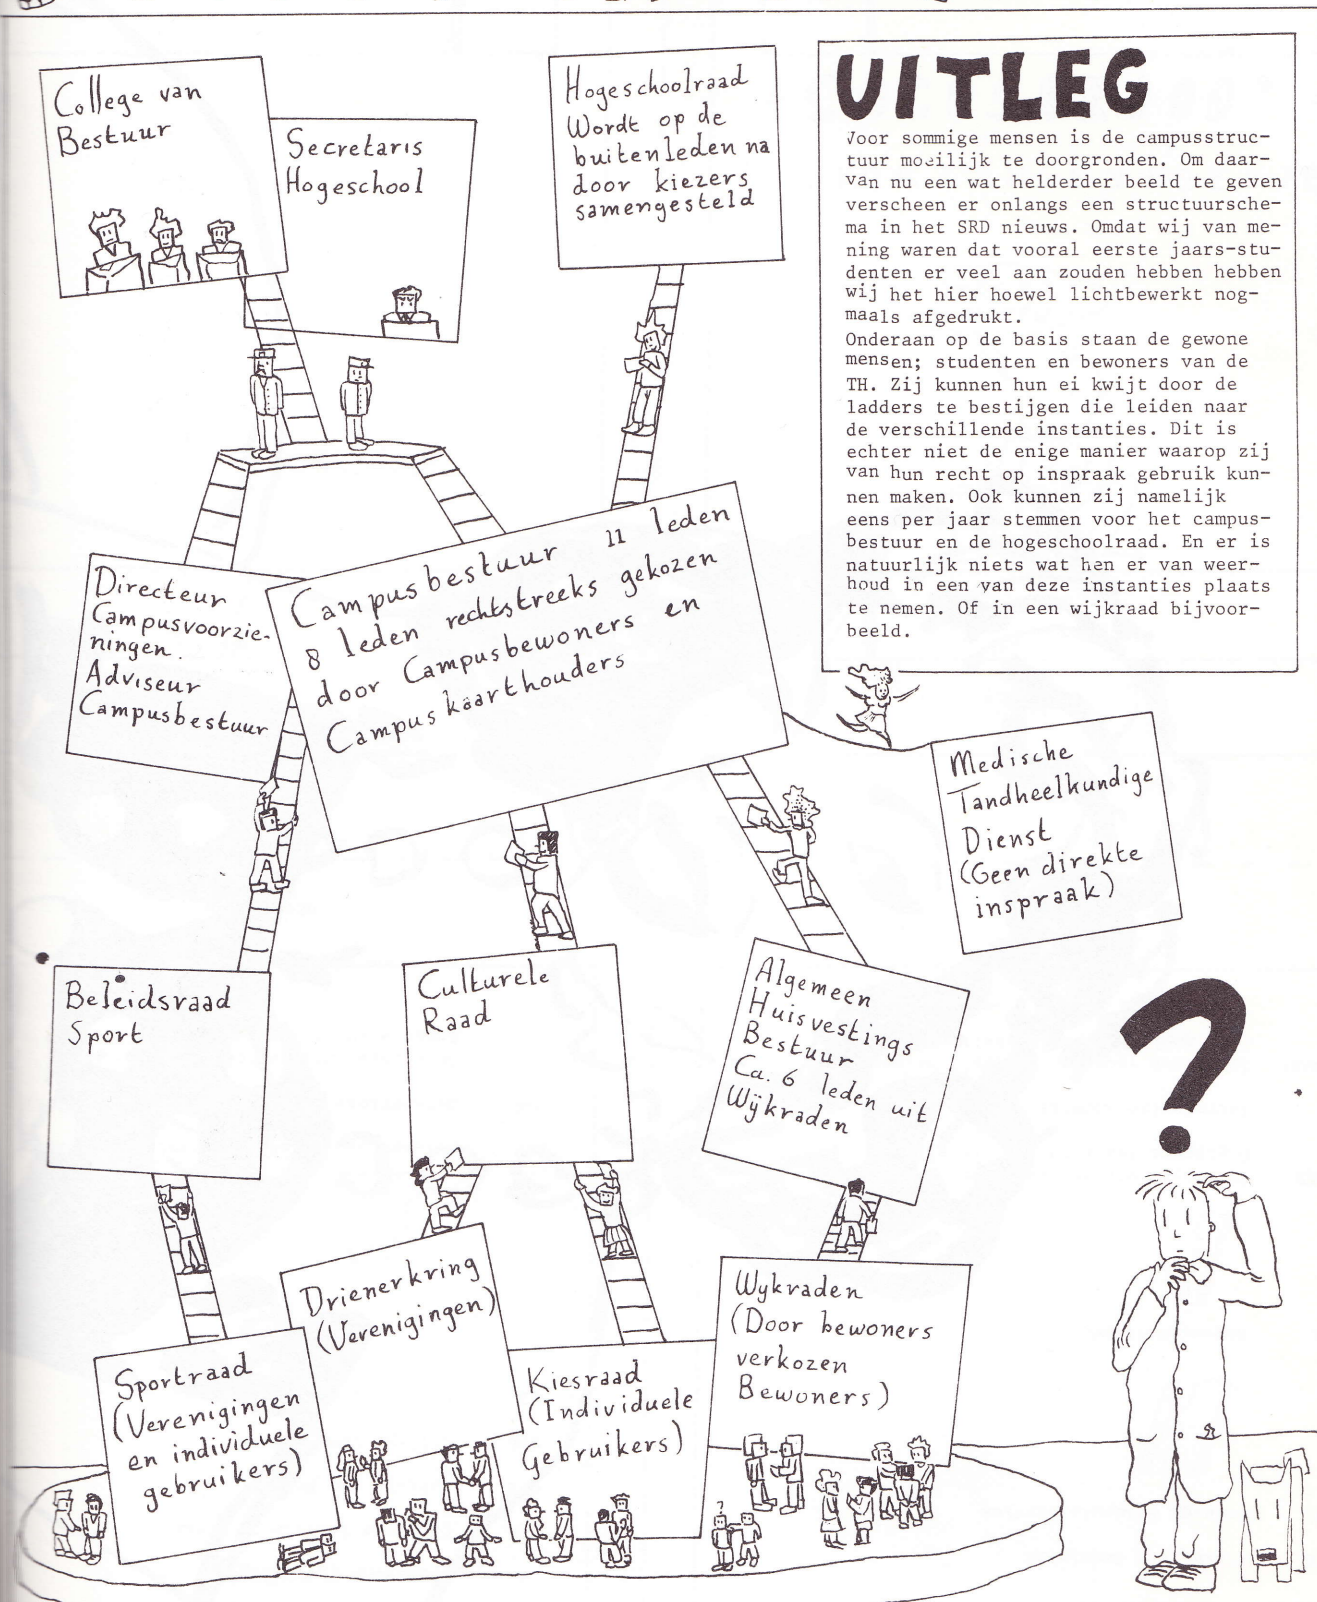 College van
Bestuur
Secretaris
Hogeschool
Hogeschoolraad
Wordt op de
buitenleden na
door kiezers
samengesteld
UITLEG
Voor sommige mensen is de campusstruc-
tuur moeilijk te doorgronden. Om daar-
van nu een wat helderder beeld te geven
verscheen er onlangs een structuursche-
ma in het SRD nieuws. Omdat wij van me-
ning waren dat vooral eerste jaars-stu-
denten er veel aan zouden hebben hebben
wij het hier hoewel lichtbewerkt nog-
maals afgedrukt.
Onderaan op de basis staan de gewone
mensen; studenten en bewoners van de
TH. Zij kunnen hun ei kwijt door de
ladders te bestijgen die leiden naar
de verschillende instanties. Dit is
echter niet de enige manier waarop zij
van hun recht op inspraak gebruik kun-
nen maken. Ook kunnen zij namelijk
eens per jaar stemmen voor het campus-
bestuur en de hogeschoolraad. En er is
natuurlijk niets wat hen er van weer-
houd in een van deze instanties plaats
te nemen. Of in een wijkraad bijvoor-
beeld.
Directeur
Campusvoorzie-
ningen.
Adviseur
Campusbestuur
Campusbestuur 11 leden
8 leden rechtstreeks gekozen
door Campusbewoners en
Campuskaarthouders
Medische
Tandheelkundige
Dienst
(Geen direkte
inspraak)
Beleidsraad
Sport
Culturele
Raad
Algemeen
Huisvestings
Bestuur
Ca. 6 leden uit
Wijkraden
?
Sportraad
(Verenigingen
en individuele
gebruikers)
Drienerkring
(Verenigingen)
Kiesraad
(Individuele
Gebruikers)
Wykraden
(Door bewoners
verkozen
Bewoners)
?